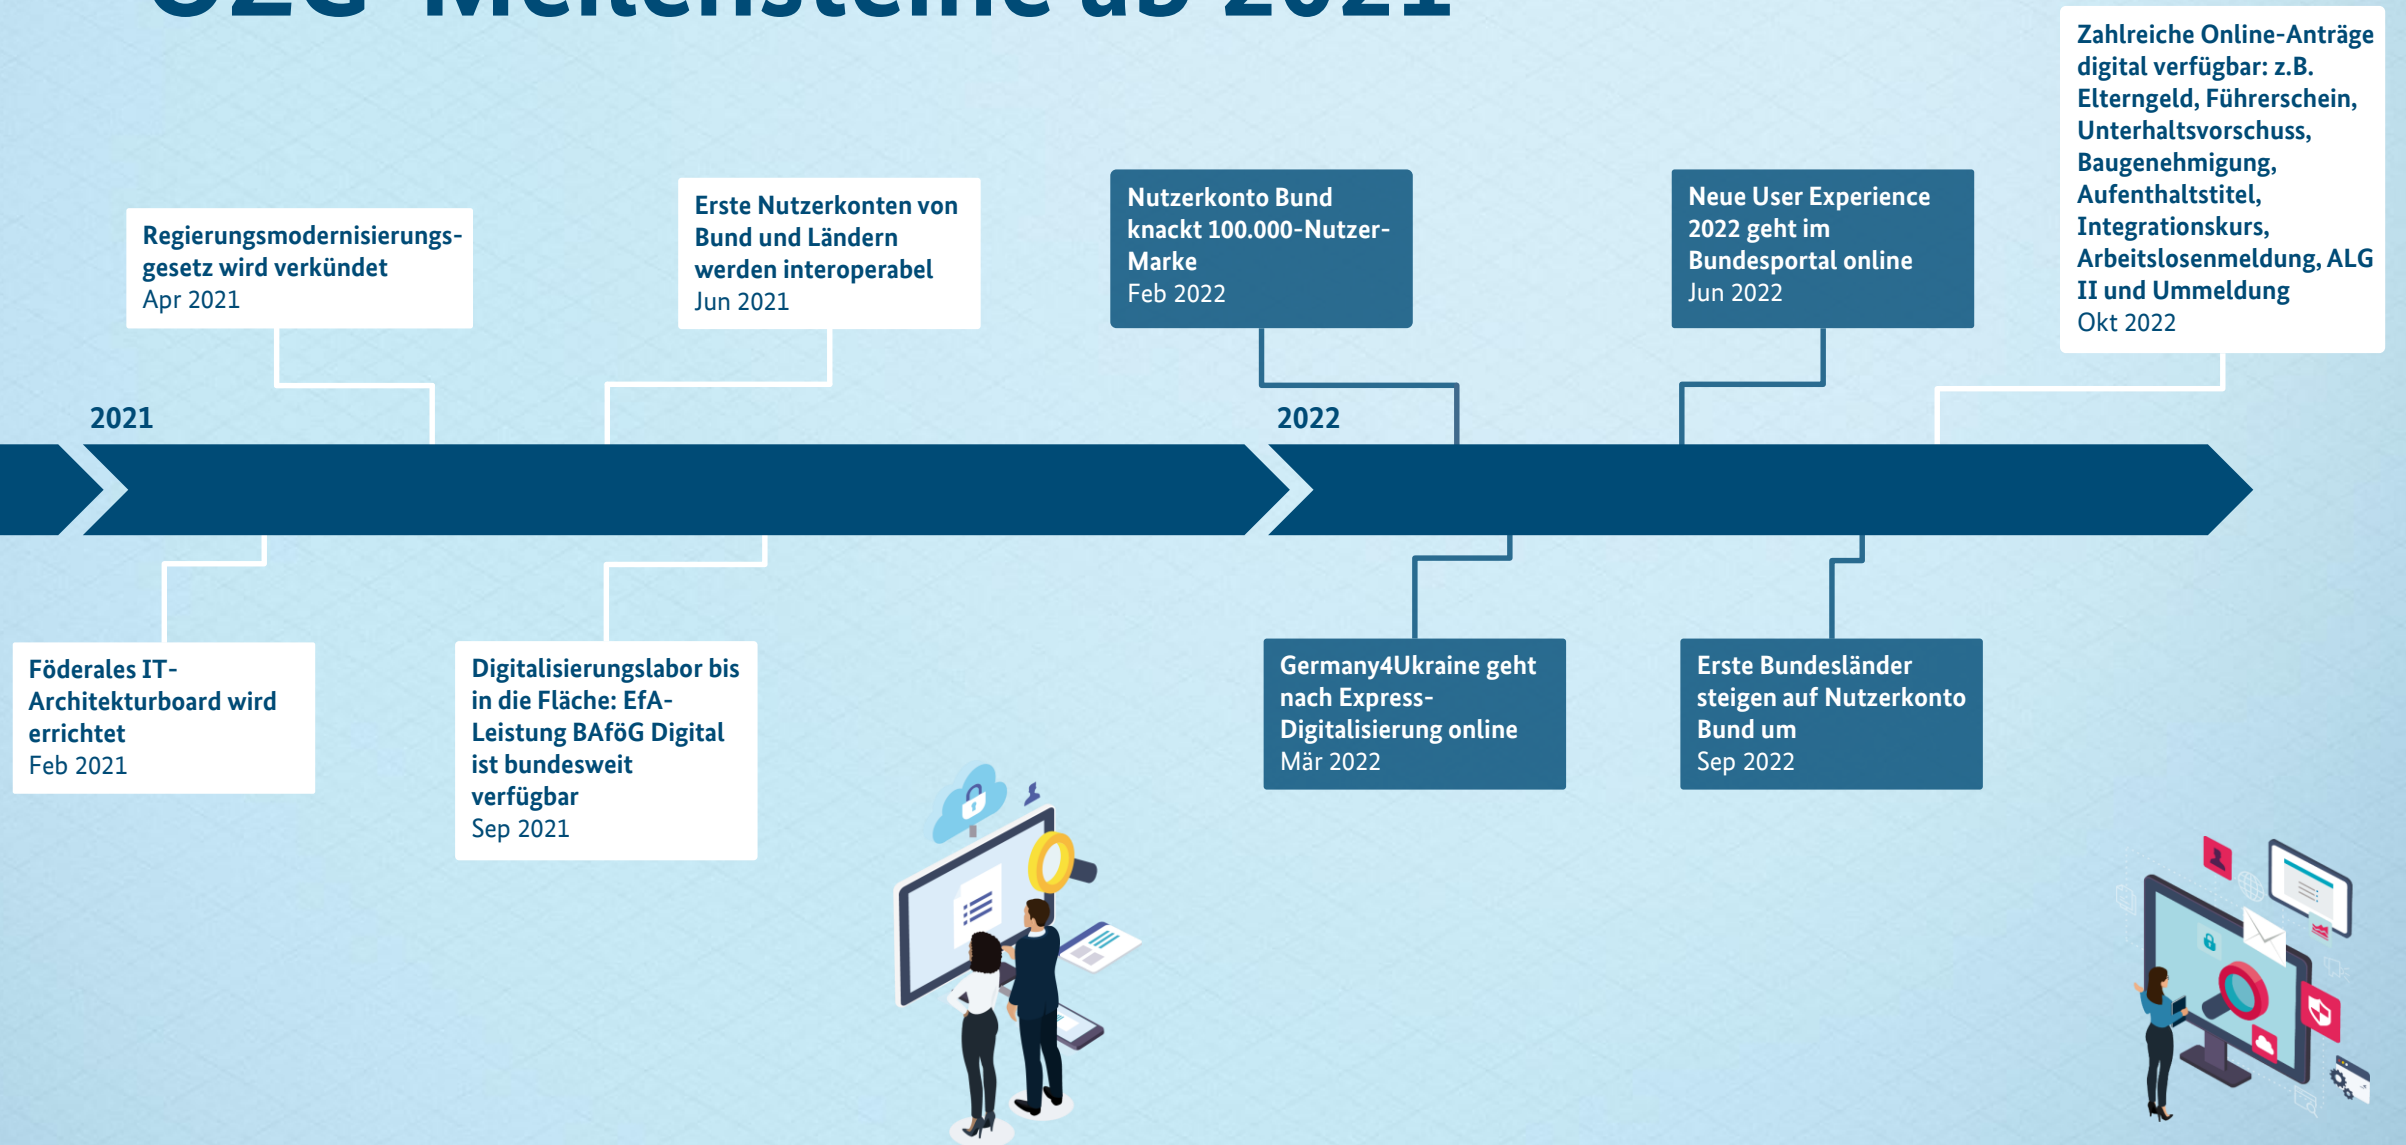 OZG-Meilensteine ab 2021
Zahlreiche Online-Anträge
digital verfügbar: z.B.
Elterngeld, Führerschein,
Unterhaltsvorschuss,
Baugenehmigung,
Aufenthaltstitel,
Integrationskurs,
Arbeitslosenmeldung, ALG
II und Ummeldung
Okt 2022
Regierungsmodernisierungs-
gesetz wird verkündet
Apr 2021
Erste Nutzerkonten von
Bund und Ländern
werden interoperabel
Jun 2021
Nutzerkonto Bund
knackt 100.000-Nutzer-
Marke
Feb 2022
Neue User Experience
2022 geht im
Bundesportal online
Jun 2022
2021
2022
Föderales IT-
Architekturboard wird
errichtet
Feb 2021
Digitalisierungslabor bis
in die Fläche: EfA-
Leistung BAföG Digital
ist bundesweit
verfügbar
Sep 2021
Germany4Ukraine geht
nach Express-
Digitalisierung online
Mär 2022
Erste Bundesländer
steigen auf Nutzerkonto
Bund um
Sep 2022